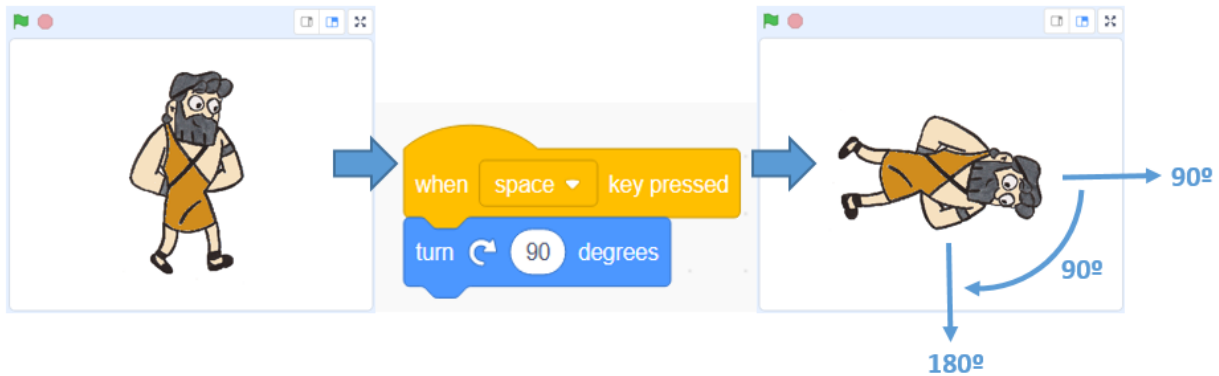 when space key pressed
turn 90 degrees
90º
90º
180º